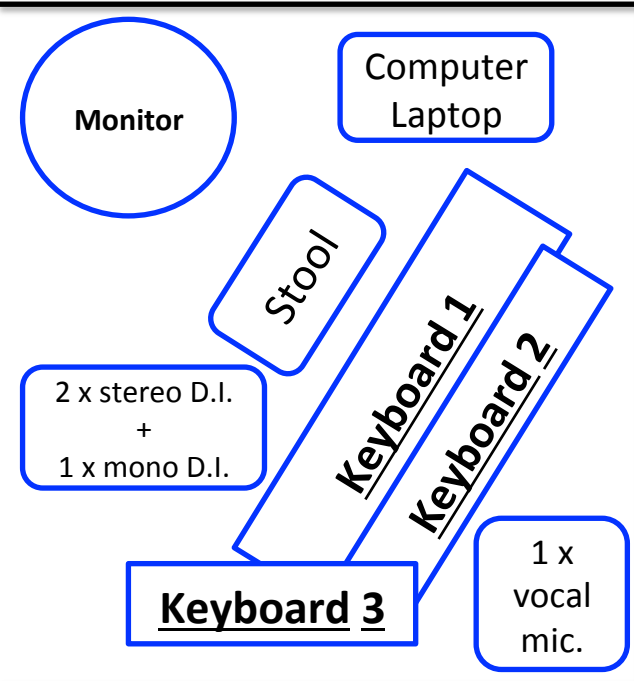 Monitor
Computer
Laptop
Stool
Keyboard 1
Keyboard 2
2 x stereo D.I.
+
1 x mono D.I.
Keyboard 3
1 x
vocal
mic.